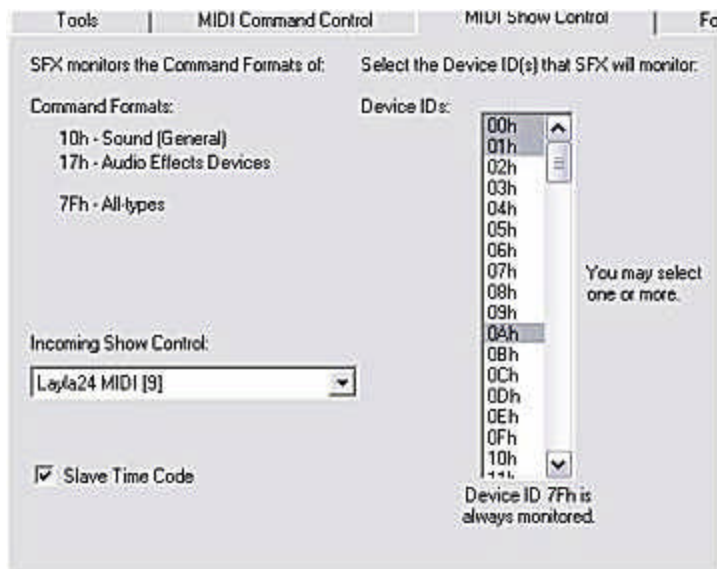 Tools
MIDI Command Control
MIDI Show Control
Fo
SFX monitors the Command Formats of:
Command Formats:
10h - Sound (General)
17h - Audio Effects Devices
7Fh - All-types
Incoming Show Control:
Layla24 MIDI [9]
Slave Time Code
Select the Device ID(s) that SFX will monitor:
Device IDs:
00h
01h
02h
03h
04h
05h
06h
07h
08h
09h
0Ah
0Bh
0Ch
0Dh
0Eh
0Fh
10h
You may select
one or more.
Device ID 7Fh is
always monitored.